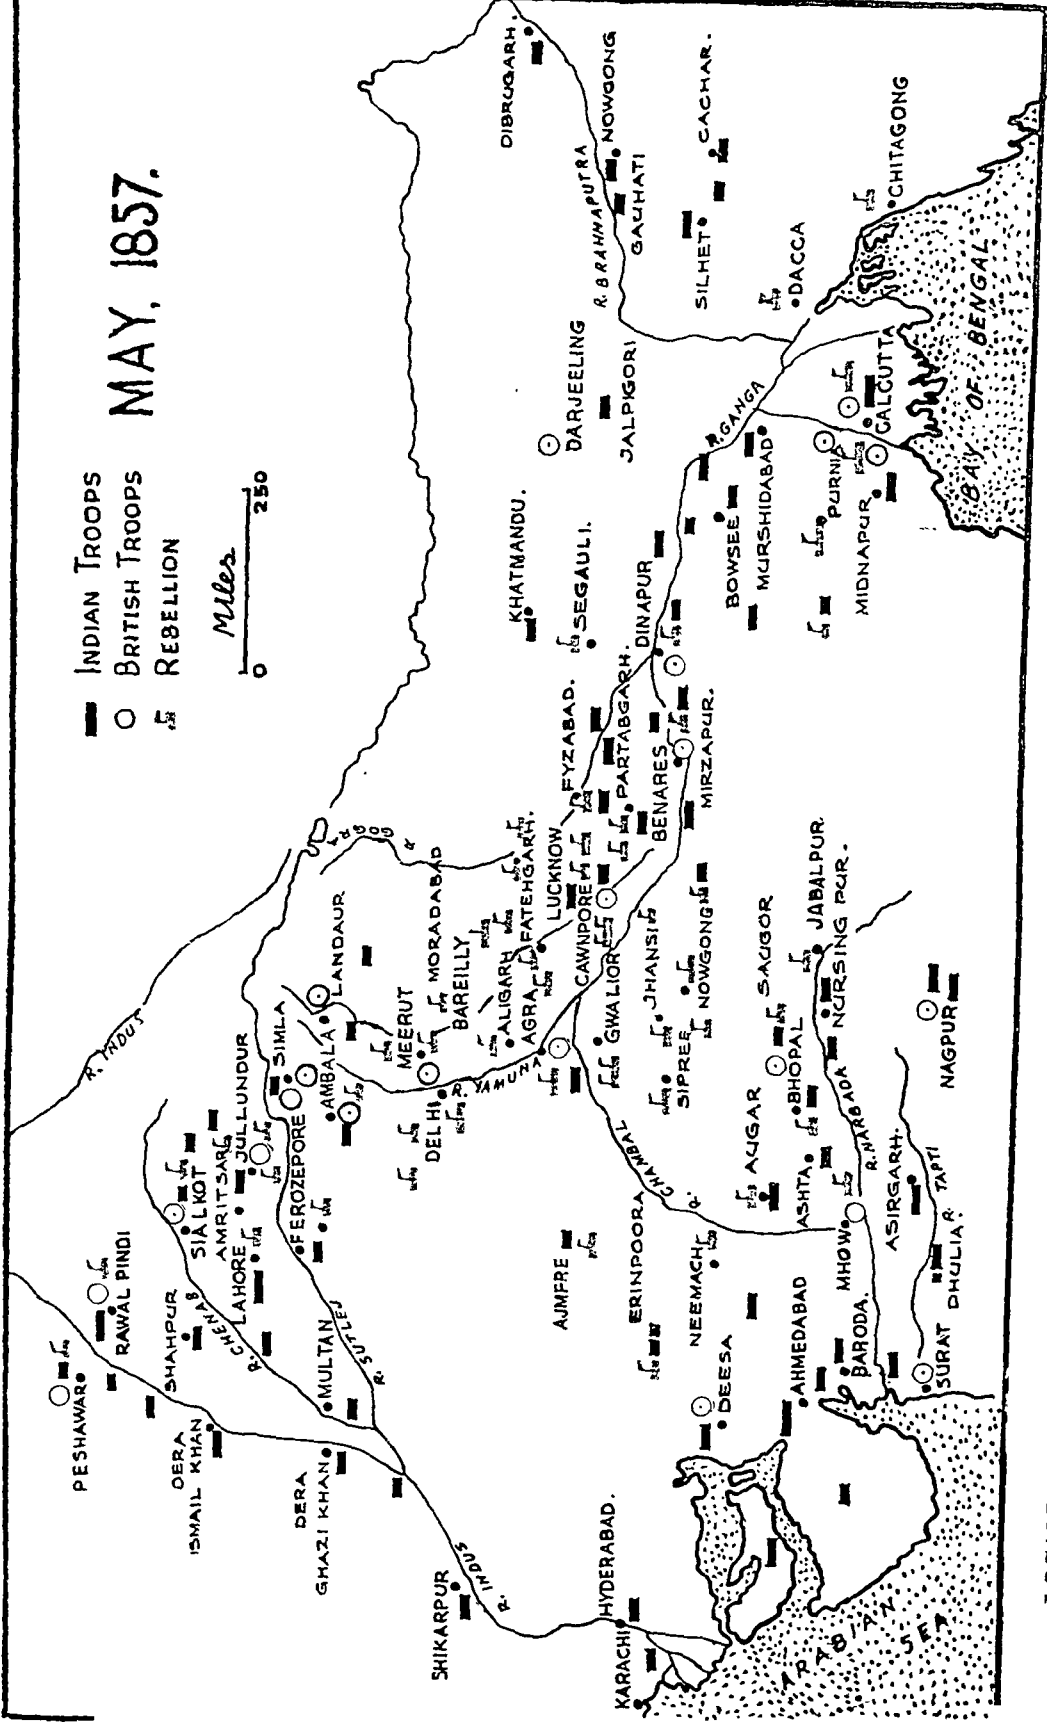 MAY, 1857.
INDIAN TROOPS
BRITISH TROOPS
REBELLION
Miles
0 250
PESHAWAR
RAWAL PINDI
DERA
ISMAIL KHAN
SHAHPUR
SIALKOT
AMRITSAR
LAHORE
JULLUNDUR
R. CHENAB
R. INDUS
SIMLA
FEROZEPORE
AMBALA
LANDAUR
MULTAN
R. SUTLEJ
DERA
GHAZI KHAN
R. GOGRA
MEERUT
MORADABAD
BAREILLY
DELHI
R. YAMUNA
ALIGARH
AGRA
FATEHGARH.
LUCKNOW
FYZABAD.
CAWNPORE
PARTABGARH.
KHATMANDU.
SEGAULI.
DINAPUR
DARJEELING
JALPIGORI
DIBRUGARH.
NOWGONG
GAUHATI
R. BRAHNAPUTRA
CACHAR.
SILHET
DACCA
CHITAGONG
SHIKARPUR
R. INDUS
HYDERABAD.
KARACHI
AJMFRE
ERINPOORA
NEEMACH
DEESA
R. CHAMBAL
GWALIOR
JHANSI
SIPREE
NOWGONG
BENARES
MIRZAPUR.
BOWSEE
MURSHIDABAD
R. GANGA
PURNIA
MIDNAPUR
CALCUTTA
AUGAR
SAUGOR
BHOPAL
ASHTA
JABALPUR.
NURSING PUR.
R. NARBADA
MHOW
AHMEDABAD
BARODA.
ASIRGARH.
R. TAPTI
DHULIA
SURAT
NAGPUR
ARABIAN
SEA
BAY OF BENGAL